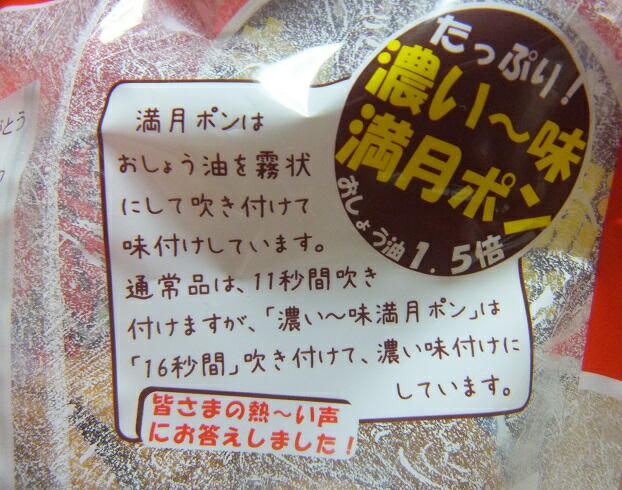 たっぷり！
濃い～味
満月ポン
おしょう油1.5倍
満月ポンは
おしょう油を霧状
にして吹き付けて
味付けしています。
通常品は、11秒間吹き
付けますが、「濃い～味満月ポン」は
「16秒間」吹き付けて、濃い味付けに
しています。
皆さまの熱～い声
にお答えしました！